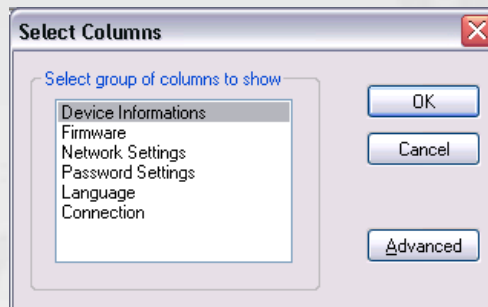 Select Columns
Select group of columns to show
Device Informations
Firmware
Network Settings
Password Settings
Language
Connection
OK
Cancel
Advanced